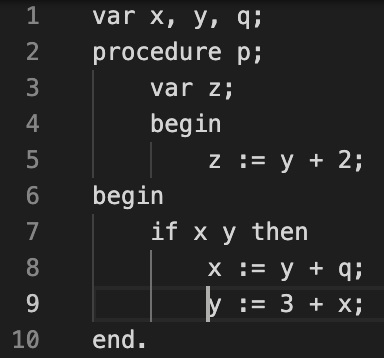 1 var x, y, q;
2 procedure p;
3 var z;
4 begin
5 z := y + 2;
6 begin
7 if x y then
8 x := y + q;
9 y := 3 + x;
10 end.